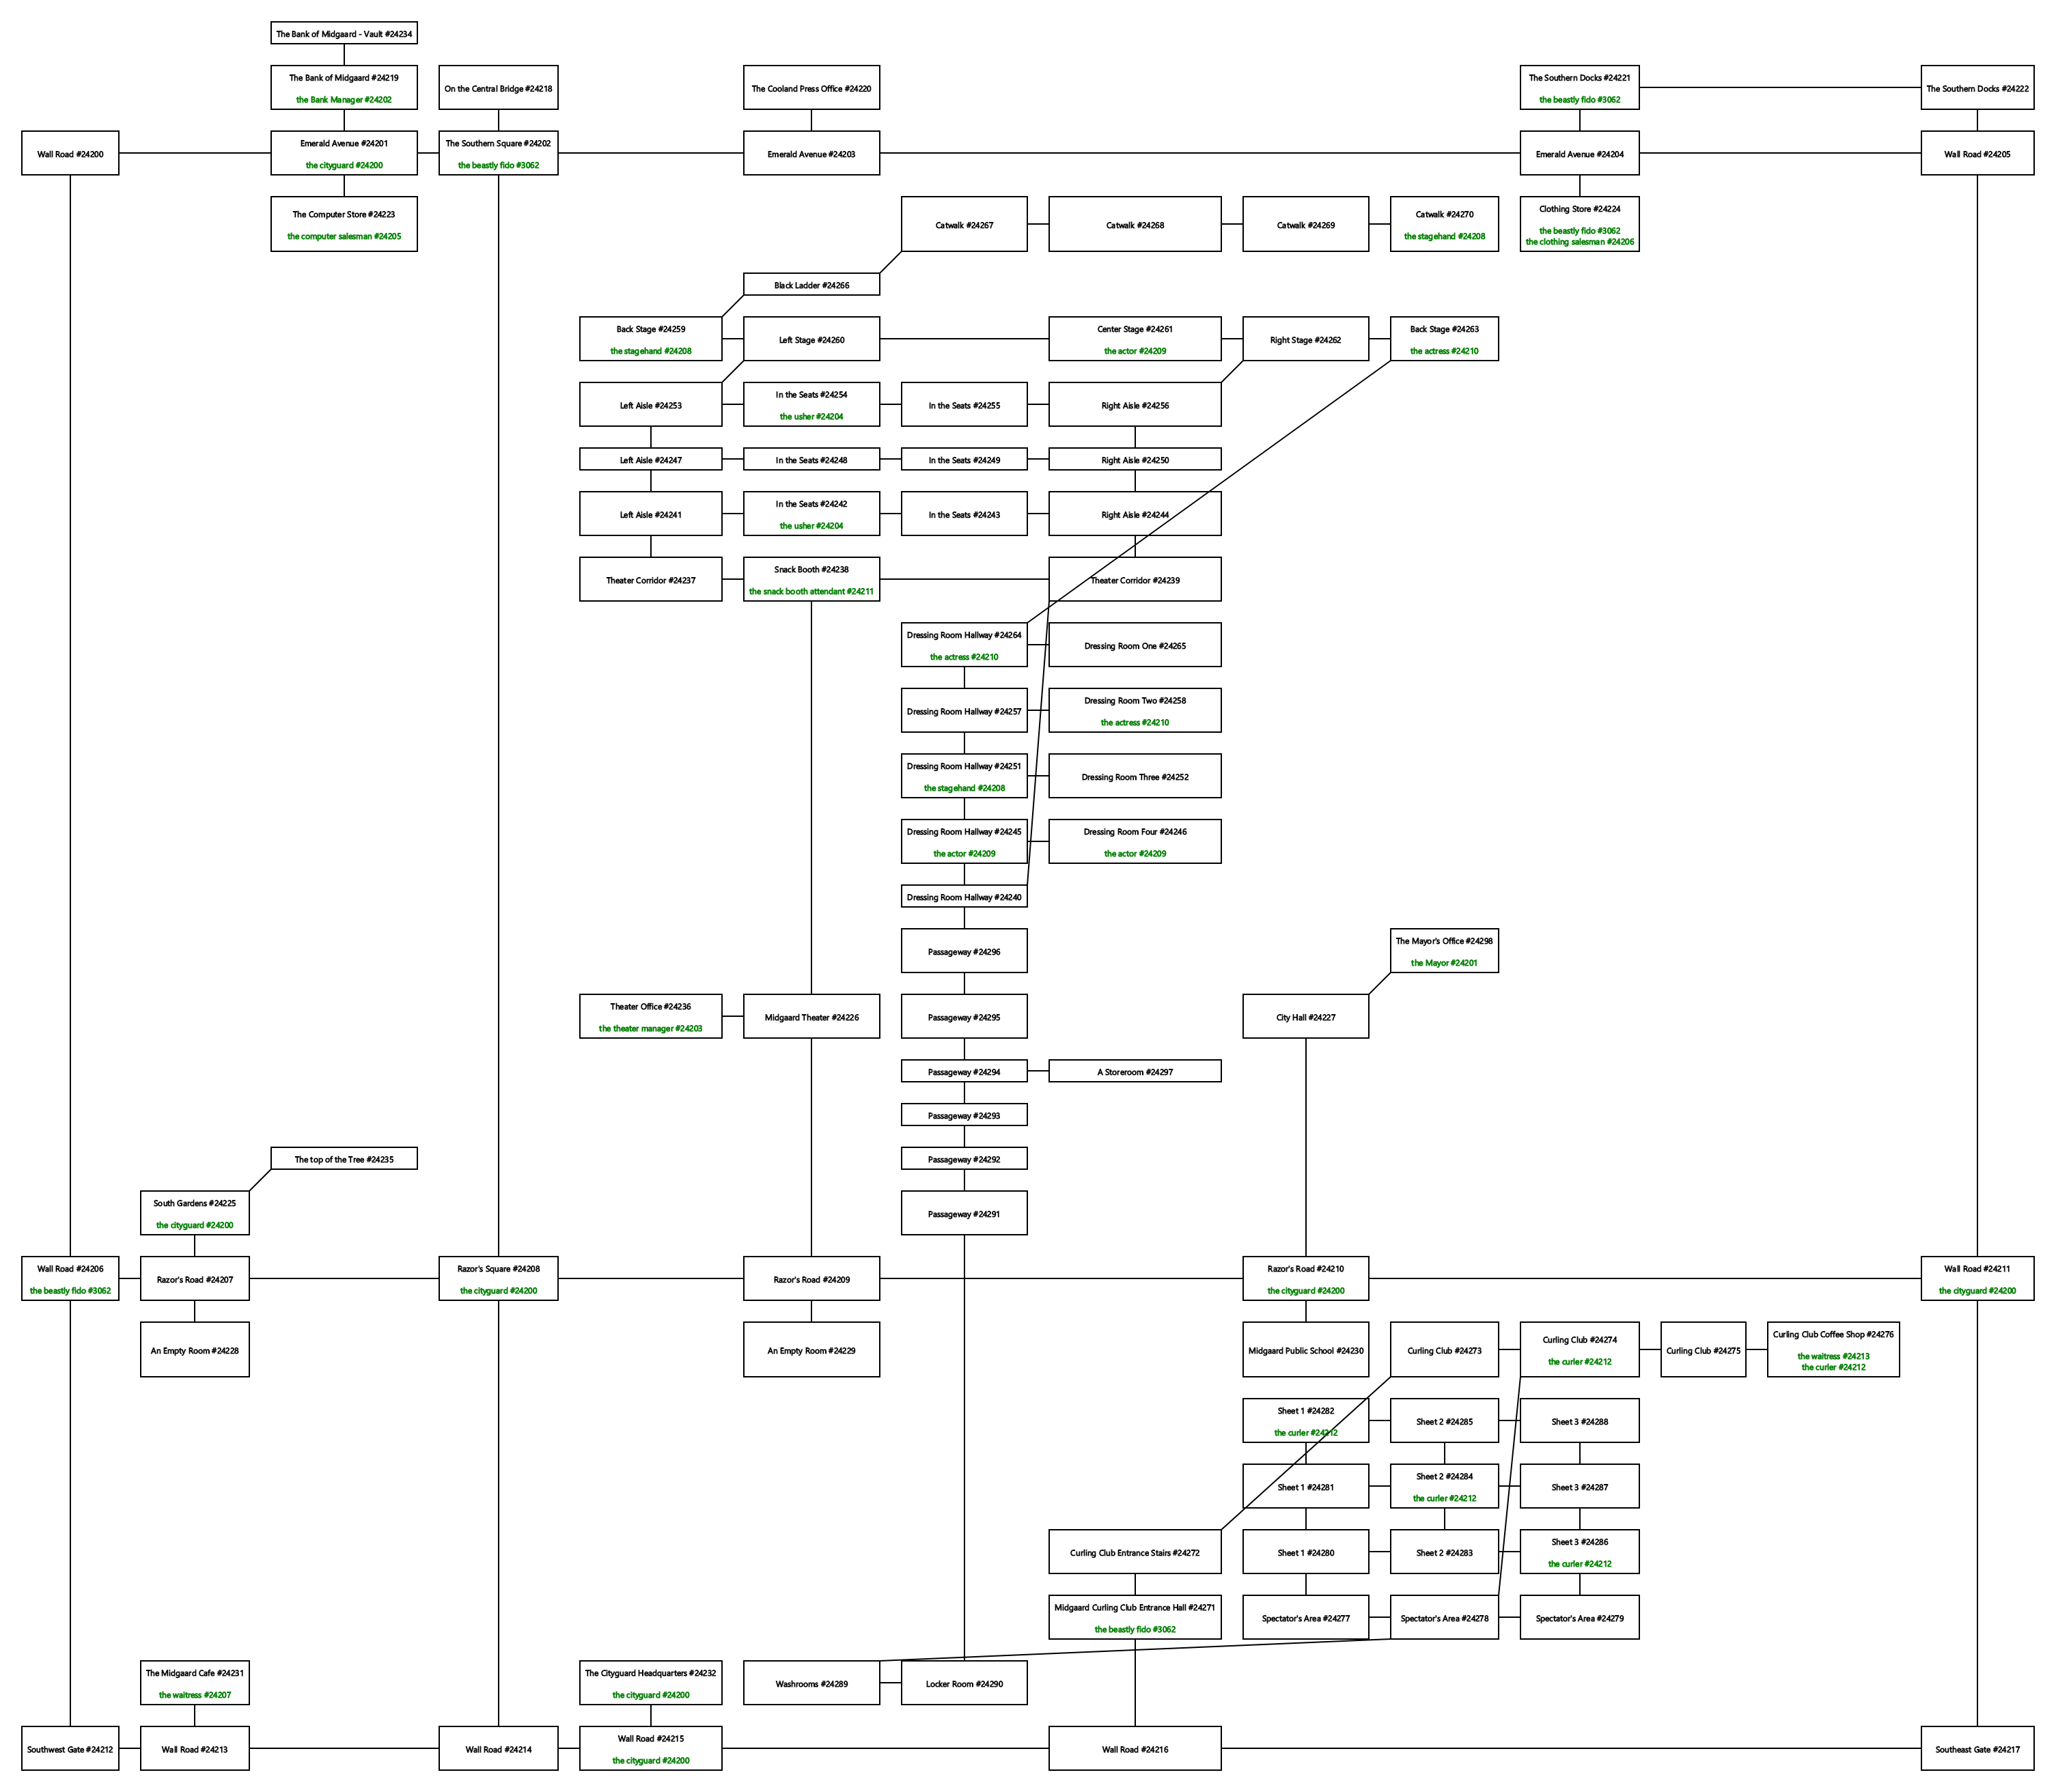 The Bank of Midgaard - Vault #24234
The Bank of Midgaard #24219
the Bank Manager #24202
On the Central Bridge #24218
The Cooland Press Office #24220
The Southern Docks #24221
the beastly fido #3062
The Southern Docks #24222
Wall Road #24200
Emerald Avenue #24201
the cityguard #24200
The Southern Square #24202
the beastly fido #3062
Emerald Avenue #24203
Emerald Avenue #24204
Wall Road #24205
The Computer Store #24223
the computer salesman #24205
Catwalk #24267
Catwalk #24268
Catwalk #24269
Catwalk #24270
the stagehand #24208
Clothing Store #24224
the beastly fido #3062
the clothing salesman #24206
Black Ladder #24266
Back Stage #24259
the stagehand #24208
Left Stage #24260
Center Stage #24261
the actor #24209
Right Stage #24262
Back Stage #24263
the actress #24210
Left Aisle #24253
In the Seats #24254
the usher #24204
In the Seats #24255
Right Aisle #24256
Left Aisle #24247
In the Seats #24248
In the Seats #24249
Right Aisle #24250
Left Aisle #24241
In the Seats #24242
the usher #24204
In the Seats #24243
Right Aisle #24244
Theater Corridor #24237
Snack Booth #24238
the snack booth attendant #24211
Theater Corridor #24239
Dressing Room Hallway #24264
the actress #24210
Dressing Room One #24265
Dressing Room Hallway #24257
Dressing Room Two #24258
the actress #24210
Dressing Room Hallway #24251
the stagehand #24208
Dressing Room Three #24252
Dressing Room Hallway #24245
the actor #24209
Dressing Room Four #24246
the actor #24209
Dressing Room Hallway #24240
Passageway #24296
The Mayor's Office #24298
the Mayor #24201
Theater Office #24236
the theater manager #24203
Midgaard Theater #24226
Passageway #24295
City Hall #24227
Passageway #24294
A Storeroom #24297
Passageway #24293
The top of the Tree #24235
Passageway #24292
South Gardens #24225
the cityguard #24200
Passageway #24291
Wall Road #24206
the beastly fido #3062
Razor's Road #24207
Razor's Square #24208
the cityguard #24200
Razor's Road #24209
Razor's Road #24210
the cityguard #24200
Wall Road #24211
the cityguard #24200
An Empty Room #24228
An Empty Room #24229
Midgaard Public School #24230
Curling Club #24273
Curling Club #24274
the curler #24212
Curling Club #24275
Curling Club Coffee Shop #24276
the waitress #24213
the curler #24212
Sheet 1 #24282
the curler #24212
Sheet 2 #24285
Sheet 3 #24288
Sheet 1 #24281
Sheet 2 #24284
the curler #24212
Sheet 3 #24287
Curling Club Entrance Stairs #24272
Sheet 1 #24280
Sheet 2 #24283
Sheet 3 #24286
the curler #24212
Midgaard Curling Club Entrance Hall #24271
the beastly fido #3062
Spectator's Area #24277
Spectator's Area #24278
Spectator's Area #24279
The Midgaard Cafe #24231
the waitress #24207
The Cityguard Headquarters #24232
the cityguard #24200
Washrooms #24289
Locker Room #24290
Southwest Gate #24212
Wall Road #24213
Wall Road #24214
Wall Road #24215
the cityguard #24200
Wall Road #24216
Southeast Gate #24217